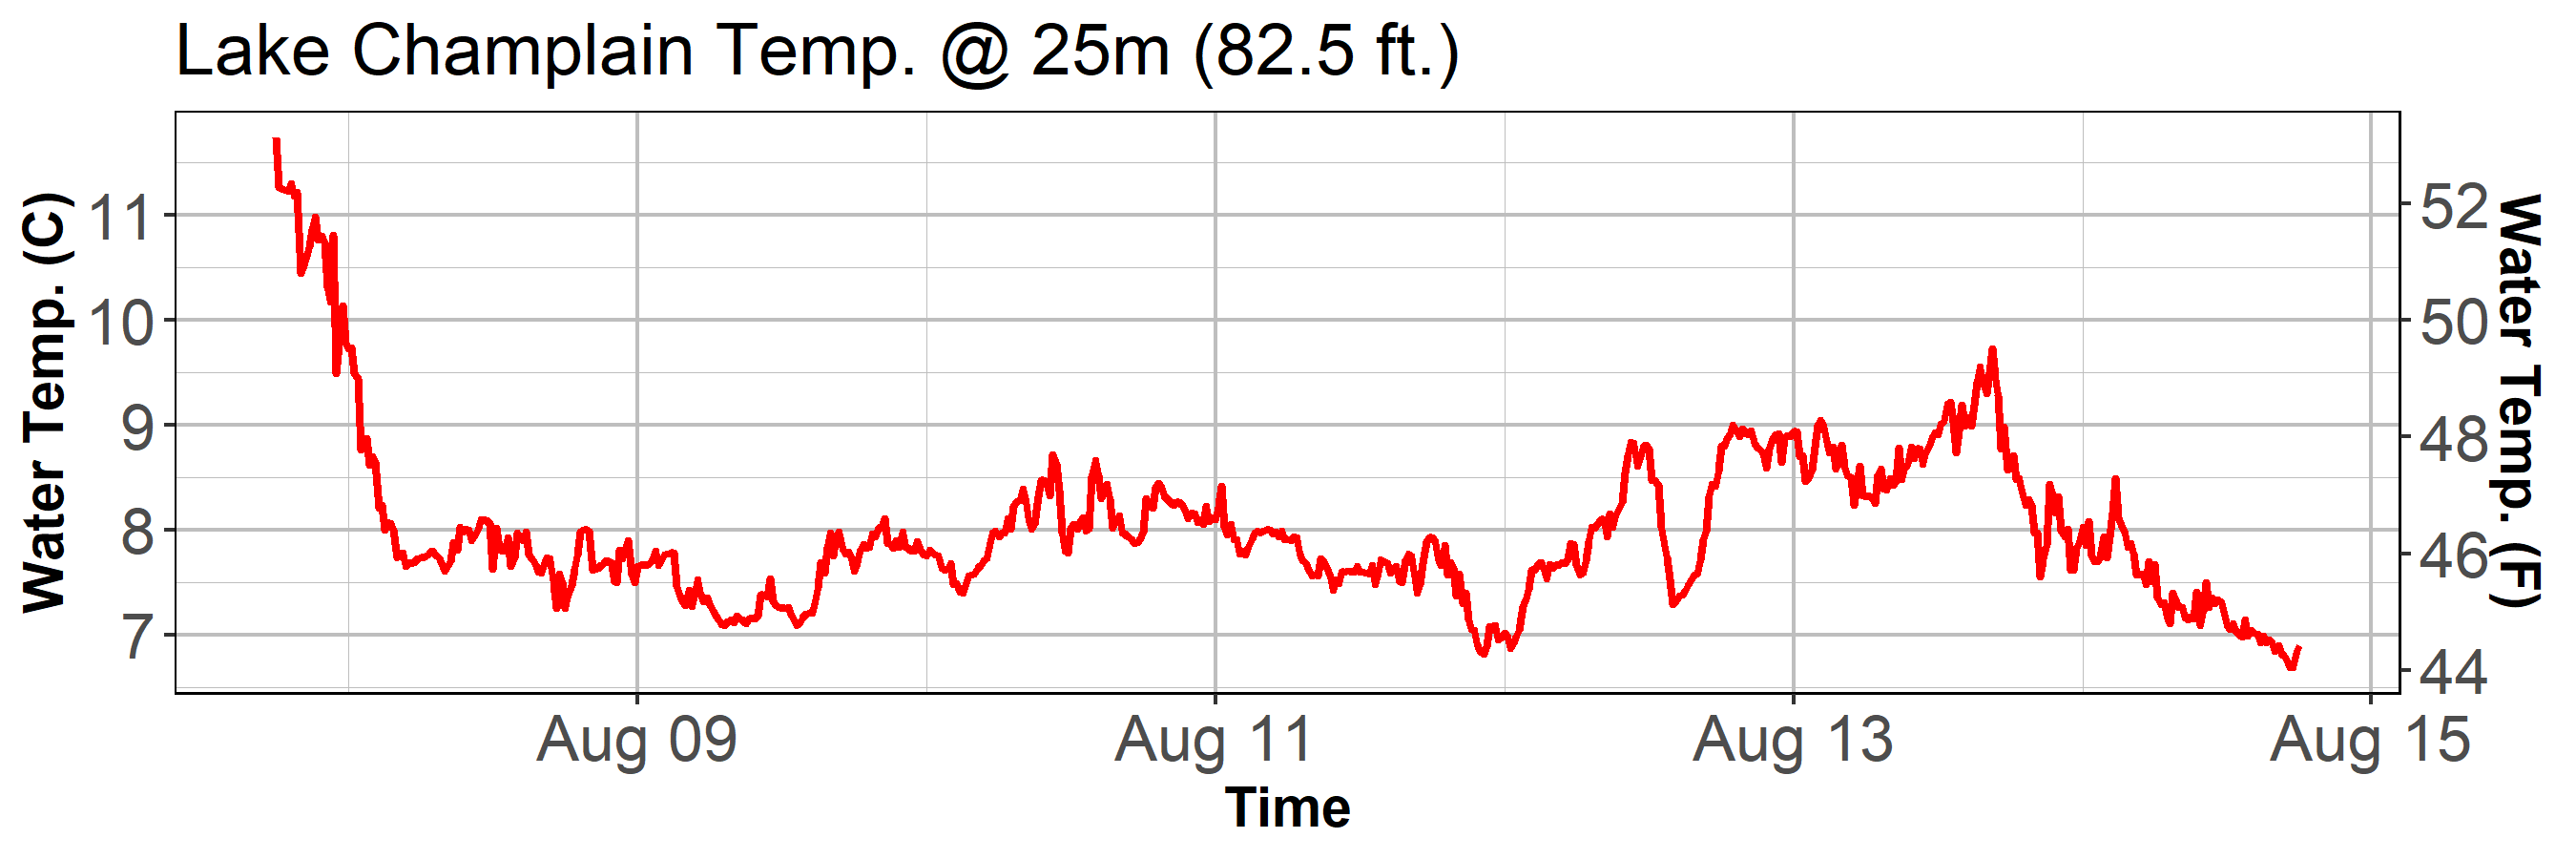 Lake Champlain Temp. @ 25m (82.5 ft.)
Water Temp. (C)
11
10
9
8
7
52
50
48
46
44
Water Temp. (F)
Aug 09
Aug 11
Aug 13
Aug 15
Time